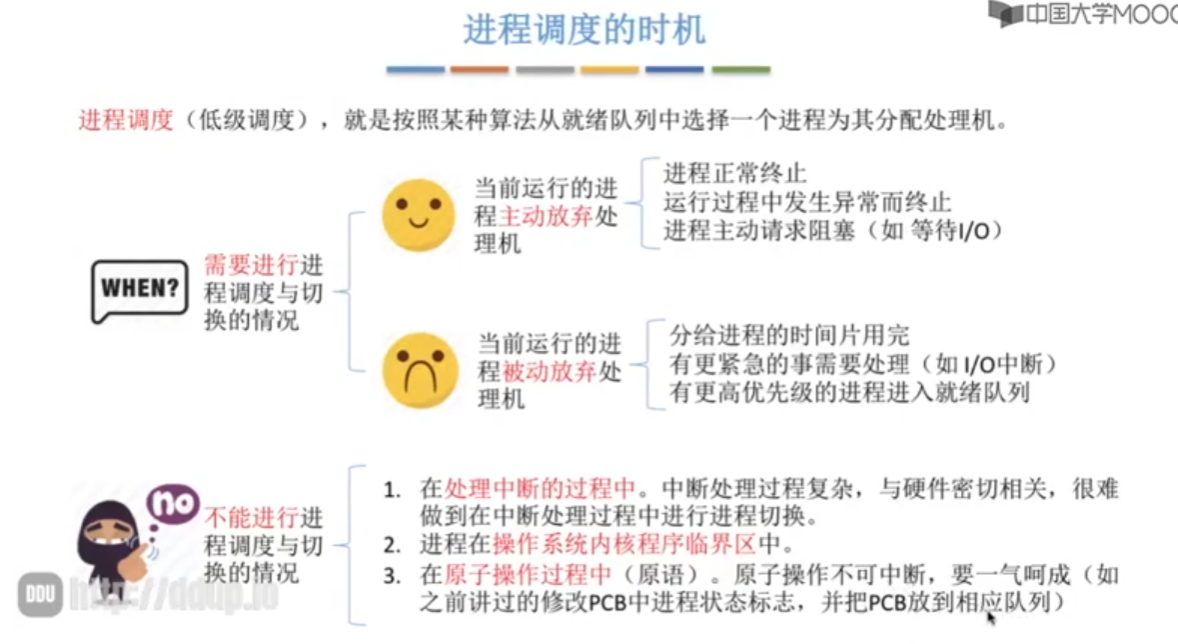 中国大学MOOC
进程调度的时机
进程调度（低级调度），就是按照某种算法从就绪队列中选择一个进程为其分配处理机。
WHEN?
需要进行进
程调度与切
换的情况
当前运行的进
程主动放弃处
理机
进程正常终止
运行过程中发生异常而终止
进程主动请求阻塞（如 等待I/O）
当前运行的进
程被动放弃处
理机
分给进程的时间片用完
有更紧急的事需要处理（如 I/O中断）
有更高优先级的进程进入就绪队列
no
不能进行进
程调度与切
换的情况
1. 在处理中断的过程中。中断处理过程复杂，与硬件密切相关，很难
做到在中断处理过程中进行进程切换。
2. 进程在操作系统内核程序临界区中。
3. 在原子操作过程中（原语）。原子操作不可中断，要一气呵成（如
之前讲过的修改PCB中进程状态标志，并把PCB放到相应队列）
DDU http://ddup.io